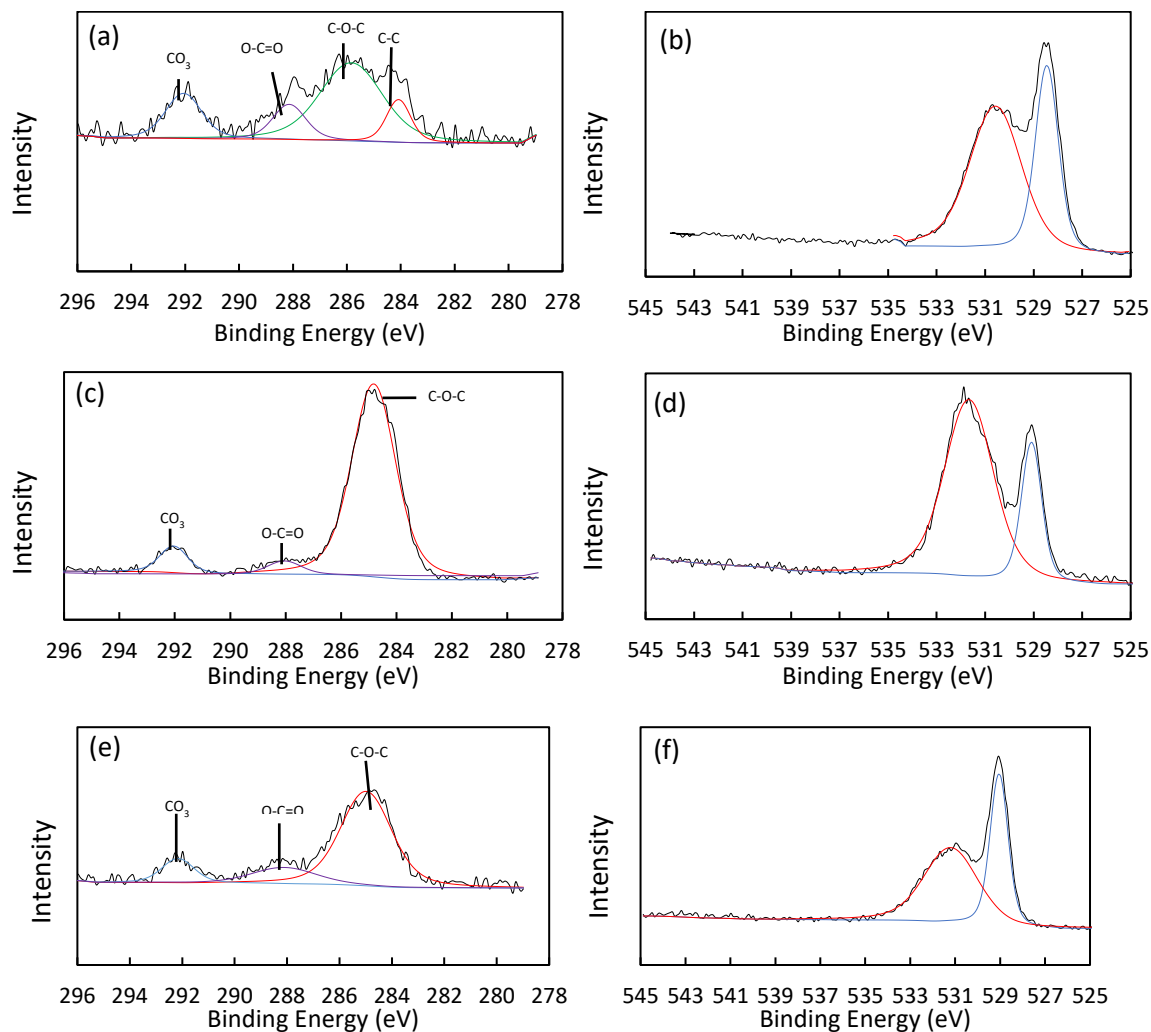 (a)
CO3
O-C=O
C-O-C
C-C
Intensity
296 294 292 290 288 286 284 282 280 278
Binding Energy (eV)
(b)
Intensity
545 543 541 539 537 535 533 531 529 527 525
Binding Energy (eV)
(c)
CO3
O-C=O
C-O-C
Intensity
296 294 292 290 288 286 284 282 280 278
Binding Energy (eV)
(d)
Intensity
545 543 541 539 537 535 533 531 529 527 525
Binding Energy (eV)
(e)
CO3
O-C=O
C-O-C
Intensity
296 294 292 290 288 286 284 282 280 278
Binding Energy (eV)
(f)
Intensity
545 543 541 539 537 535 533 531 529 527 525
Binding Energy (eV)